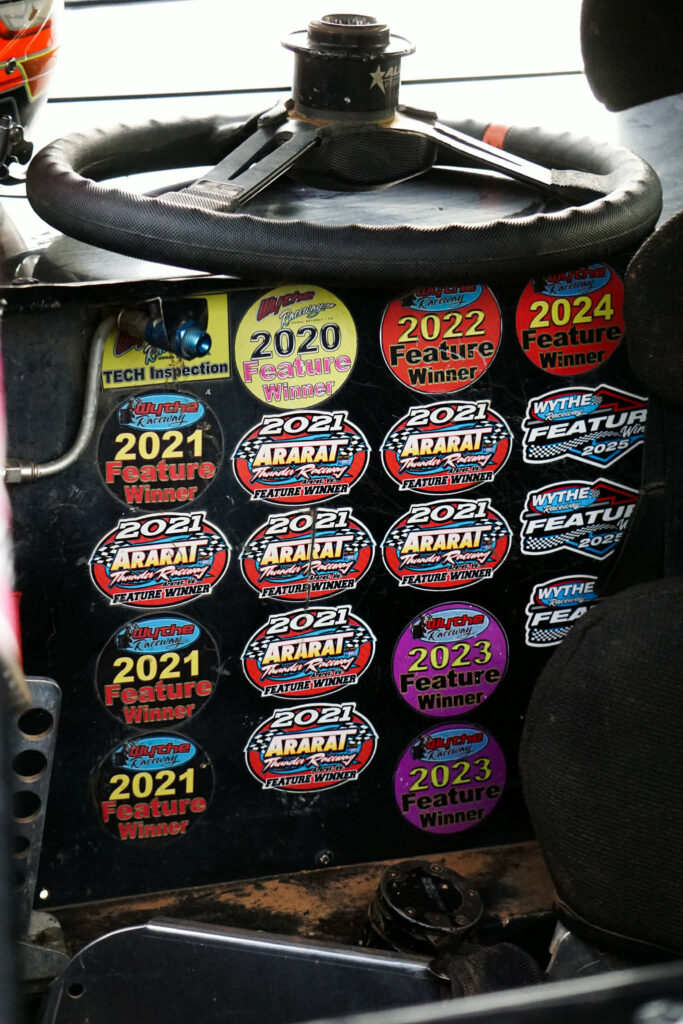 TECH Inspection
Wythe
Raceway.com
2020
Feature
Winner
Raceway
2022
Feature
Winner
Wythe
Raceway
2024
Feature
Winner
Wythe
Raceway
2021
Feature
Winner
2021
ARARAT
Thunder Raceway
FEATURE WINNER
2021
ARARAT
Thunder Raceway
FEATURE WINNER
WYTHE
Raceway
FEATUR
Win
2025
2021
ARARAT
Thunder Raceway
FEATURE WINNER
2021
ARARAT
Thunder Raceway
FEATURE WINNER
2021
ARARAT
Thunder Raceway
FEATURE WINNER
WYTHE
Raceway
FEATUR
W
2025
Wythe
Raceway
2021
Feature
Winner
2021
ARARAT
Thunder Raceway
FEATURE WINNER
Wythe
Raceway
2023
Feature
Winner
WYTHE
Raceway
FEA
Wythe
Raceway
2021
Feature
Winner
2021
ARARAT
Thunder Raceway
FEATURE WINNER
Wythe
Raceway
2023
Feature
Winner